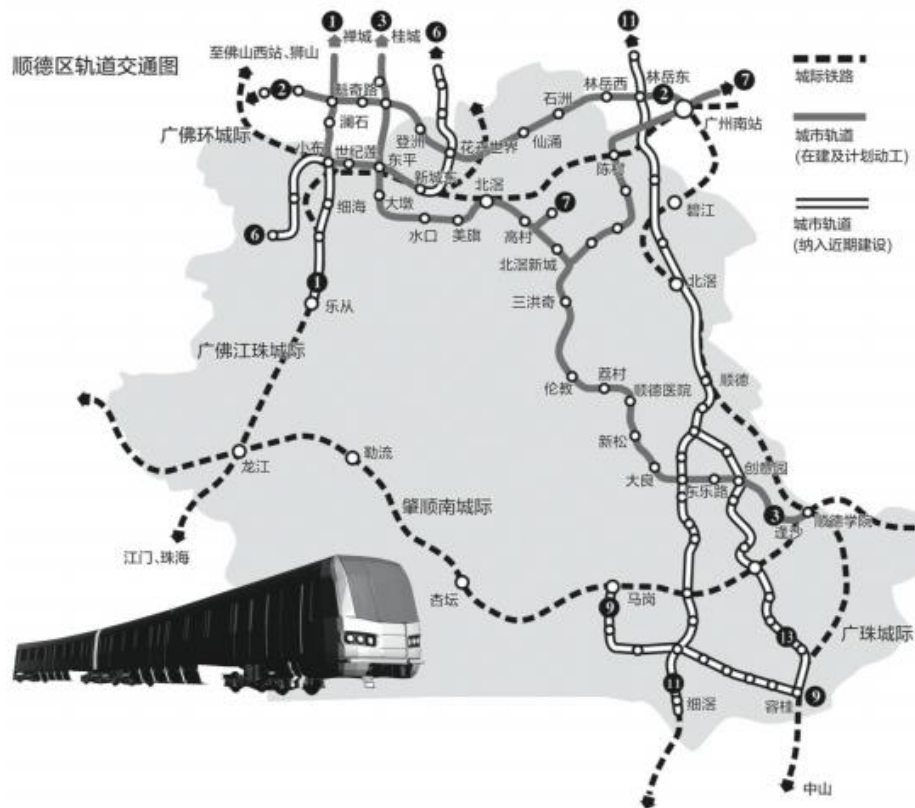 顺德区轨道交通图
1
3
6
11
禅城
桂城
至佛山西站、狮山
2
魁奇路
澜石
广佛环城际
登洲
花卉世界
仙涌
石洲
林岳西
林岳东
2
7
广州南站
小布
世纪莲
东平
新城东
北滘
陈村
碧江
细海
大墩
水口
美旗
高村
7
6
北滘新城
北滘
1
乐从
三洪奇
广佛江珠城际
伦教
荔村
顺德医院
顺德
新松
龙江
勒流
大良
东乐路
创意园
3
逢沙
顺德学院
肇顺南城际
江门、珠海
杏坛
马岗
9
广珠城际
13
11
细滘
容桂
9
中山
城际铁路
城市轨道
(在建及计划动工)
城市轨道
(纳入近期建设)